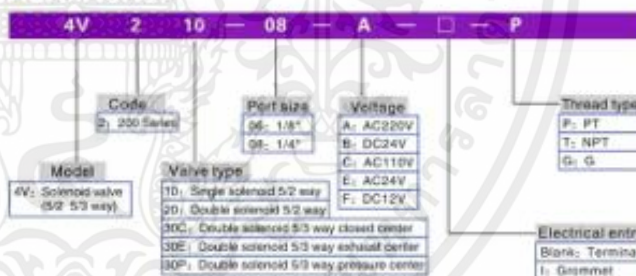 4V 2 10 — 08 — A — □ — P
Code
2: 200 Series
Port size
06: 1/8"
08: 1/4"
Voltage
A: AC220V
B: DC24V
C: AC110V
E: AC24V
F: DC12V
Thread type
P: PT
T: NPT
G: G
Model
4V: Solenoid valve
(5/2 5/3 way)
Valve type
10: Single solenoid 5/2 way
20: Double solenoid 5/2 way
30C: Double solenoid 5/3 way closed center
30E: Double solenoid 5/3 way exhaust center
30P: Double solenoid 5/3 way pressure center
Electrical entr
Blank: Termina
I: Grommet